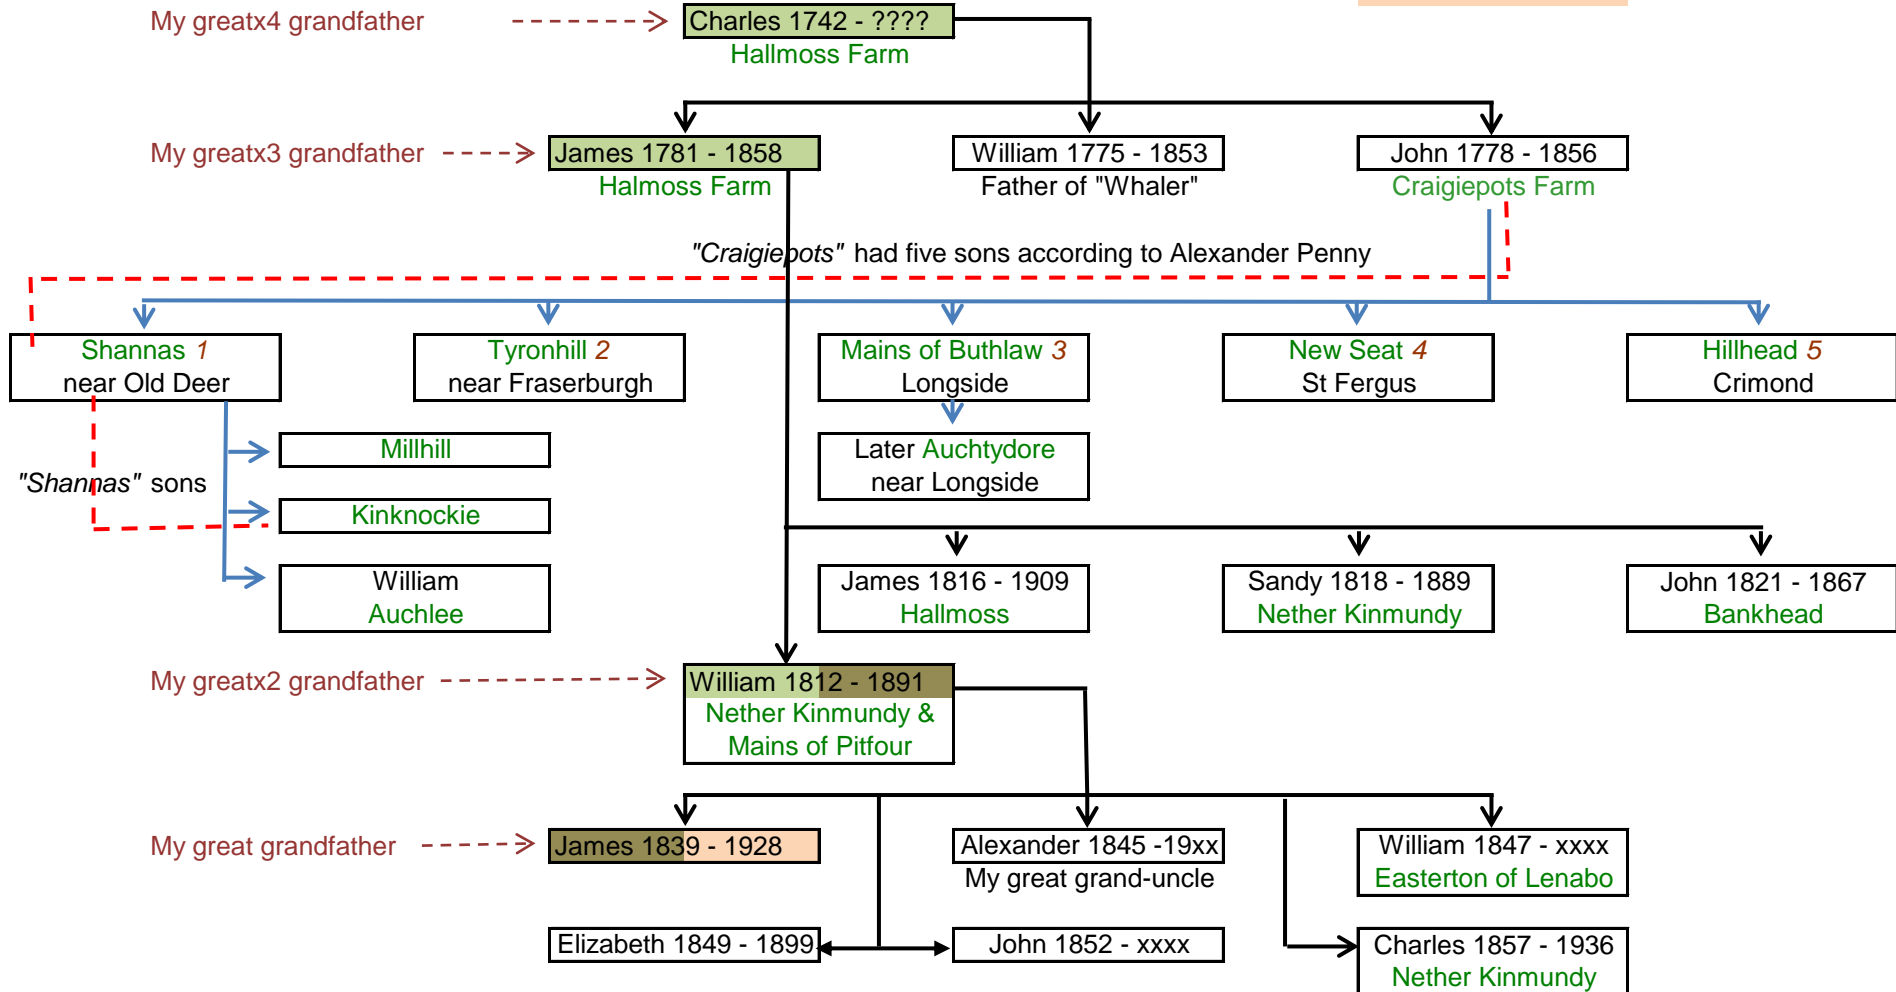 My greatx4 grandfather
Charles 1742 - ????
Hallmoss Farm
My greatx3 grandfather
James 1781 - 1858
Halmoss Farm
William 1775 - 1853
Father of "Whaler"
John 1778 - 1856
Craigiepots Farm
"Craigiepots" had five sons according to Alexander Penny
Shannas 1
near Old Deer
Tyronhill 2
near Fraserburgh
Mains of Buthlaw 3
Longside
New Seat 4
St Fergus
Hillhead 5
Crimond
Millhill
Later Auchtydore
near Longside
"Shannas" sons
Kinknockie
William
Auchlee
James 1816 - 1909
Hallmoss
Sandy 1818 - 1889
Nether Kinmundy
John 1821 - 1867
Bankhead
My greatx2 grandfather
William 1812 - 1891
Nether Kinmundy &
Mains of Pitfour
My great grandfather
James 1839 - 1928
Alexander 1845 -19xx
My great grand-uncle
William 1847 - xxxx
Easterton of Lenabo
Elizabeth 1849 - 1899
John 1852 - xxxx
Charles 1857 - 1936
Nether Kinmundy